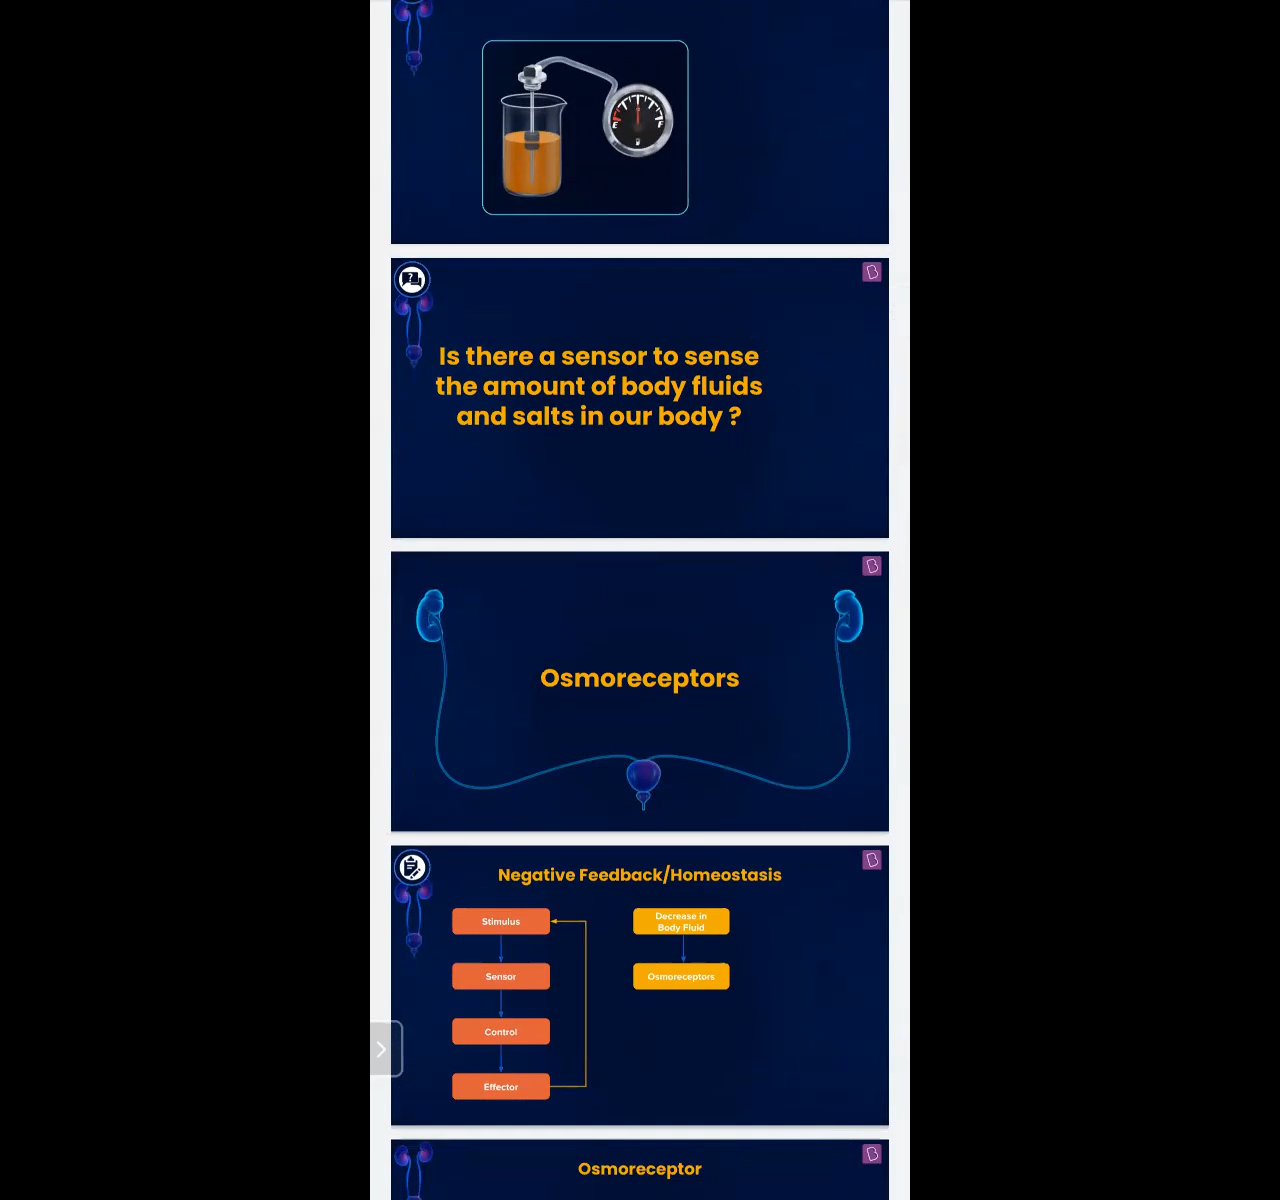 E
F
?
Is there a sensor to sense
the amount of body fluids
and salts in our body ?
Osmoreceptors
Negative Feedback/Homeostasis
Stimulus
Decrease in
Body Fluid
Sensor
Osmoreceptors
Control
Effector
Osmoreceptor